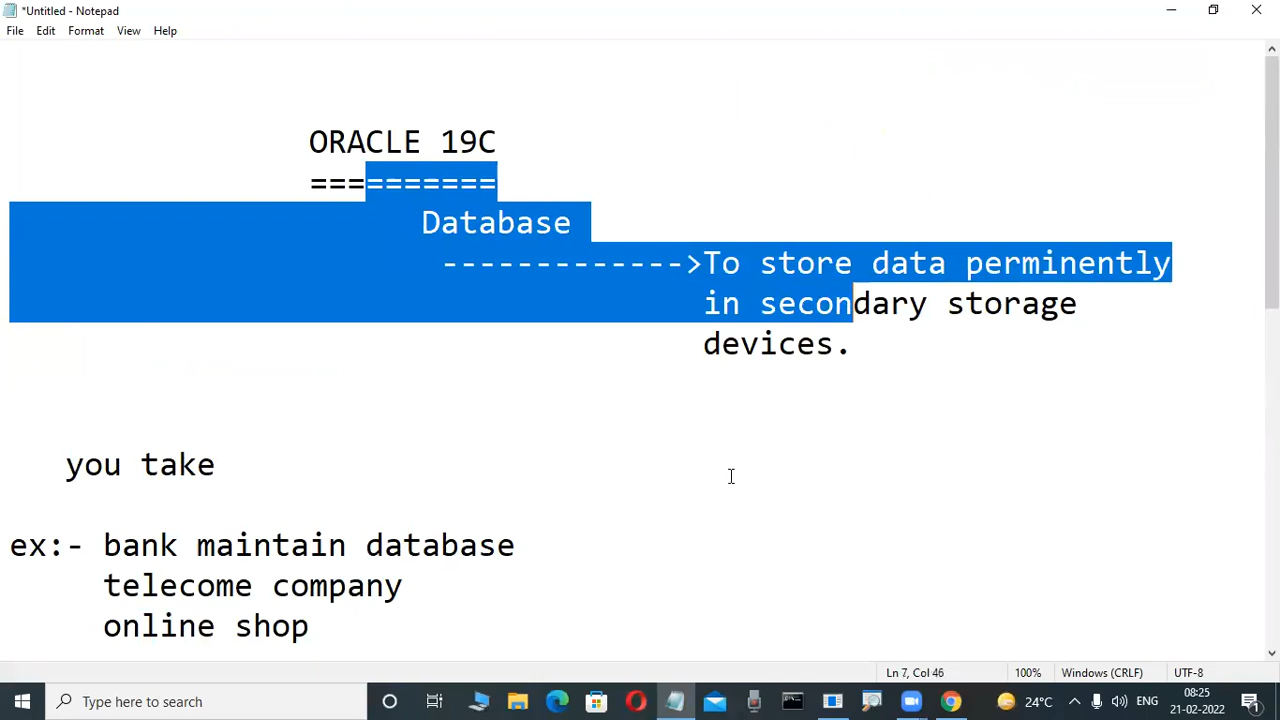 *Untitled - Notepad
File Edit Format View Help
ORACLE 19C
==========
Database
------------->To store data perminently
in secondary storage
devices.
you take
ex:- bank maintain database
telecome company
online shop
Ln 7, Col 46 100% Windows (CRLF) UTF-8
Type here to search
24°C ENG 08:25
21-02-2022
1